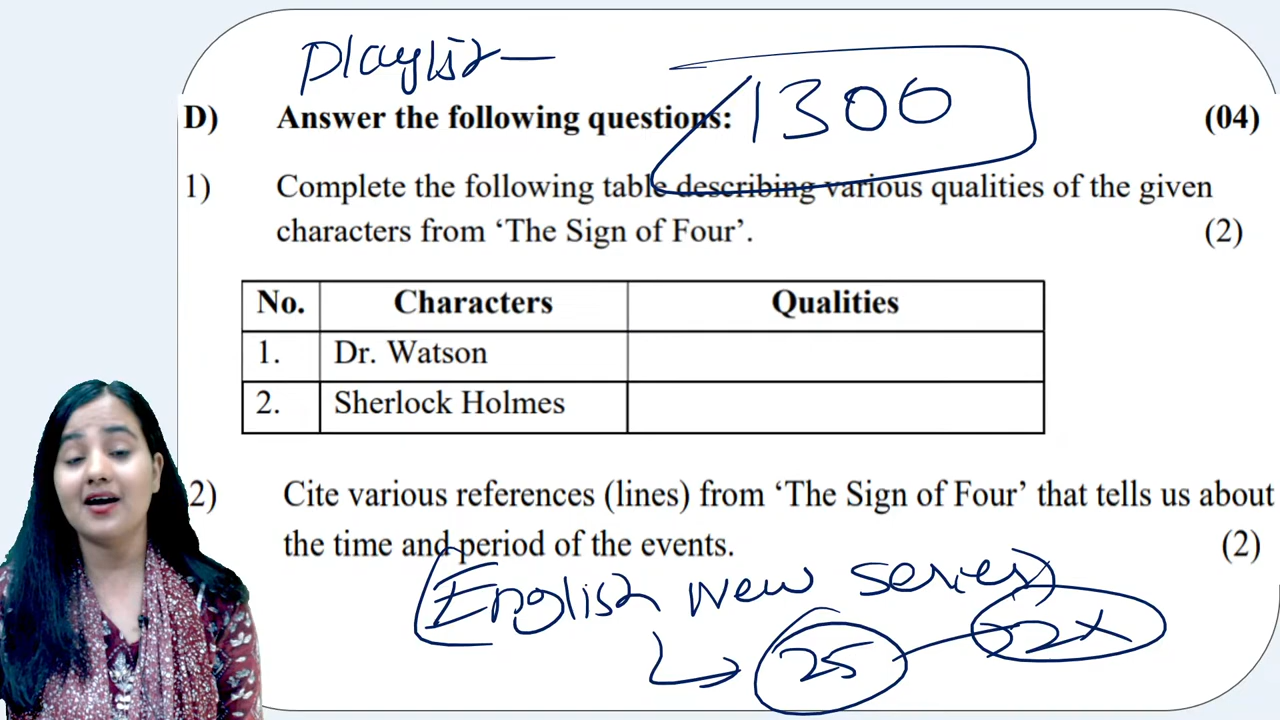 Playlist —
1300
D) Answer the following questions: (04)
1) Complete the following table describing various qualities of the given
characters from ‘The Sign of Four’. (2)
No. Characters Qualities
1. Dr. Watson
2. Sherlock Holmes
2) Cite various references (lines) from ‘The Sign of Four’ that tells us about
the time and period of the events. (2)
(English New series)
25 — 2x